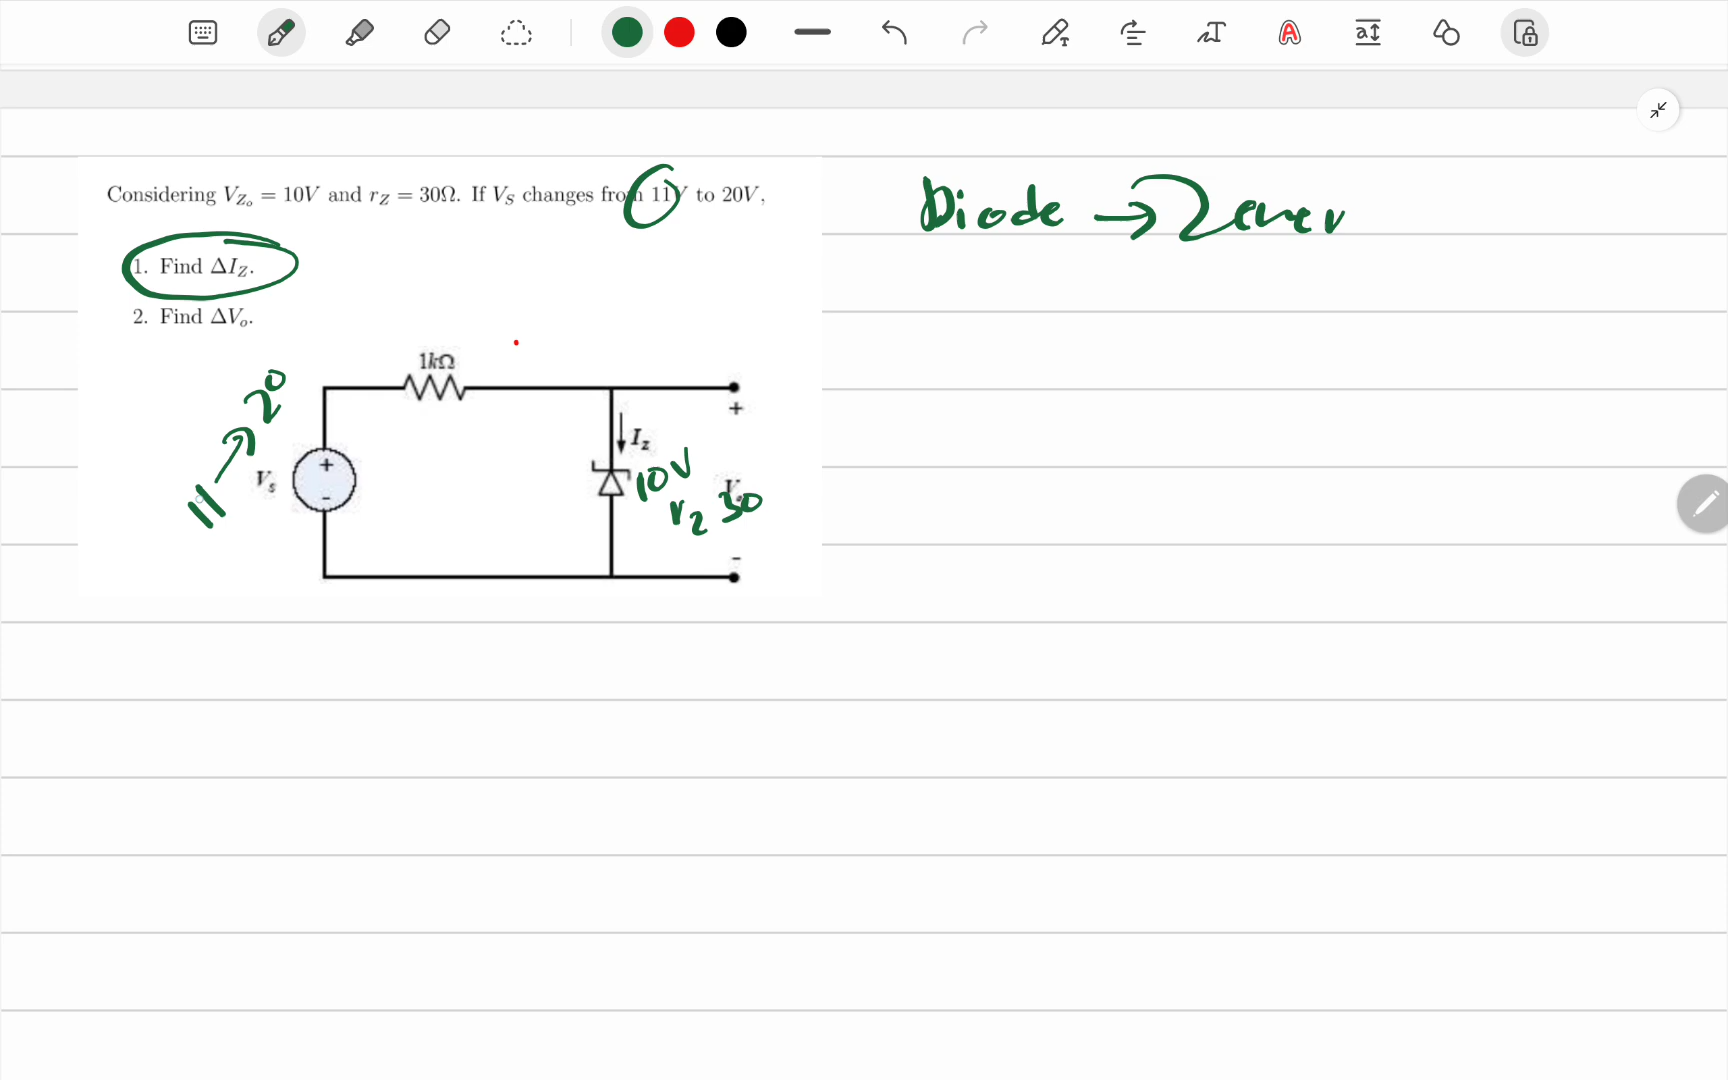 Considering V_{Z_o} = 10V and r_Z = 30Ω. If V_S changes from 11V to 20V,
Diode → Zener
1. Find ΔI_Z.
2. Find ΔV_o.
1kΩ
11 → 20
+
I_z
V_s
+
-
10V
r_z 30
-